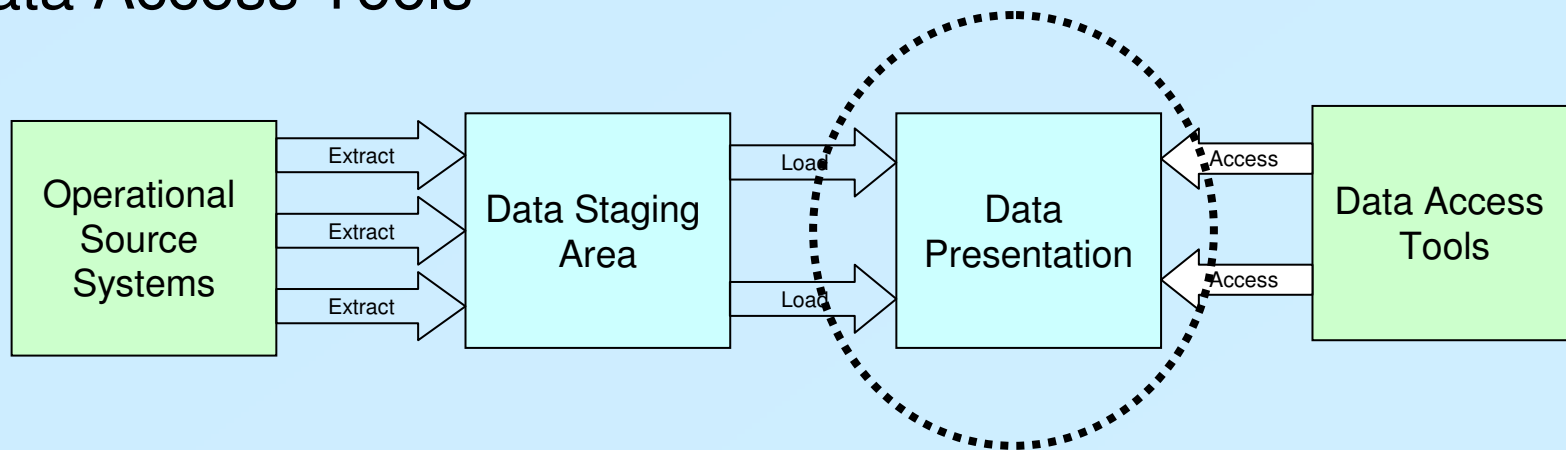 Access Tools
Operational
Source
Systems
Extract
Extract
Extract
Data Staging
Area
Load
Load
Data
Presentation
Access
Access
Data Access
Tools